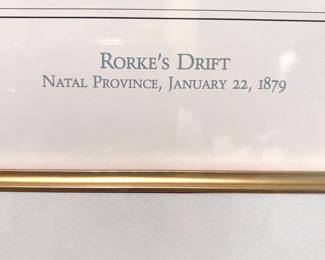 Rorke's Drift
Natal Province, January 22, 1879